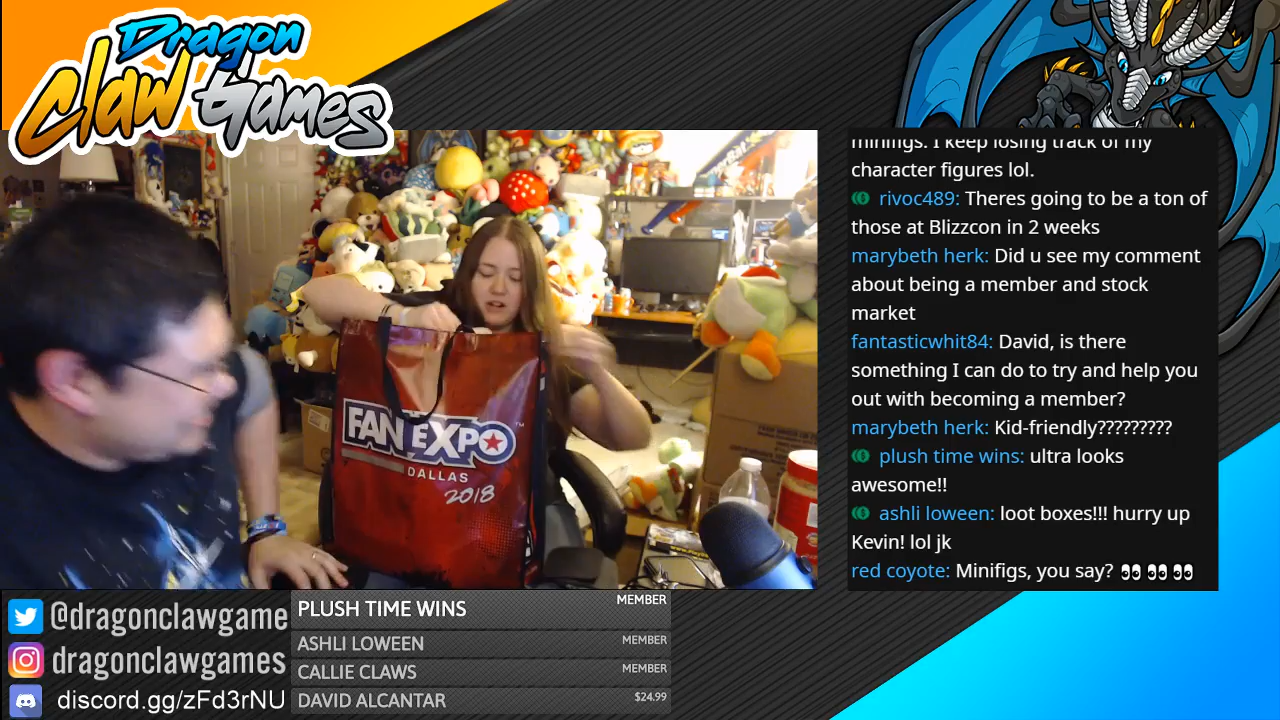 Dragon
Claw Games
minifigs. I keep losing track of my
character figures lol.
rivoc489: Theres going to be a ton of
those at Blizzcon in 2 weeks
marybeth herk: Did u see my comment
about being a member and stock
market
fantasticwhit84: David, is there
something I can do to try and help you
out with becoming a member?
marybeth herk: Kid-friendly?????????
plush time wins: ultra looks
awesome!!
ashli loween: loot boxes!!! hurry up
Kevin! lol jk
red coyote: Minifigs, you say? 👀 👀 👀
FAN EXPO™
DALLAS
2018
@dragonclawgame
dragonclawgames
discord.gg/zFd3rNU
PLUSH TIME WINS MEMBER
ASHLI LOWEEN MEMBER
CALLIE CLAWS MEMBER
DAVID ALCANTAR $24.99